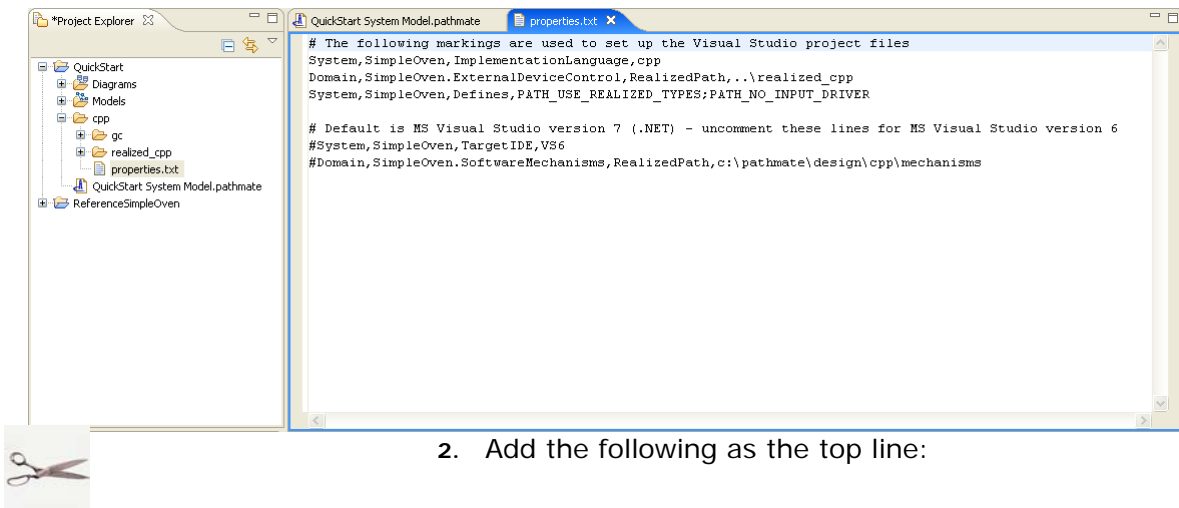 *Project Explorer
QuickStart
Diagrams
Models
cpp
gc
realized_cpp
properties.txt
QuickStart System Model.pathmate
ReferenceSimpleOven
QuickStart System Model.pathmate properties.txt
# The following markings are used to set up the Visual Studio project files
System,SimpleOven,ImplementationLanguage,cpp
Domain,SimpleOven.ExternalDeviceControl,RealizedPath,..\realized_cpp
System,SimpleOven,Defines,PATH_USE_REALIZED_TYPES;PATH_NO_INPUT_DRIVER
# Default is MS Visual Studio version 7 (.NET) - uncomment these lines for MS Visual Studio version 6
#System,SimpleOven,TargetIDE,VS6
#Domain,SimpleOven.SoftwareMechanisms,RealizedPath,c:\pathmate\design\cpp\mechanisms
2. Add the following as the top line: